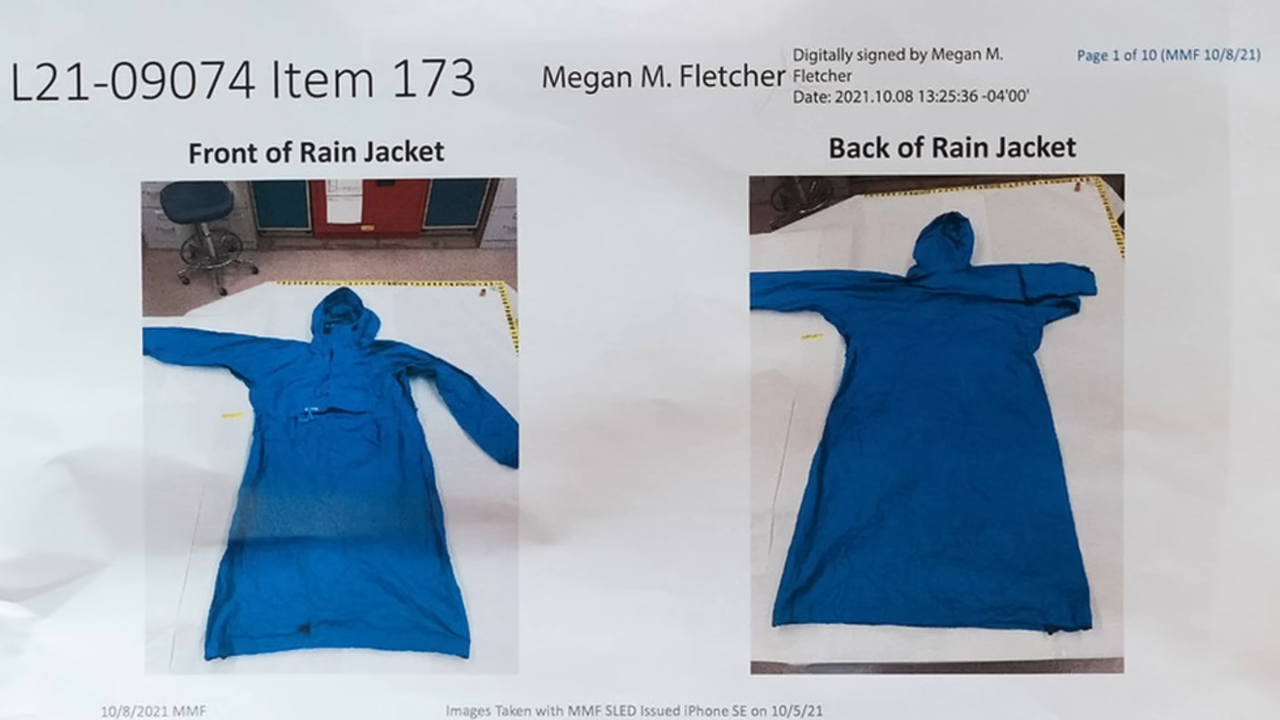 L21-09074 Item 173
Megan M. Fletcher
Digitally signed by Megan M.
Fletcher
Date: 2021.10.08 13:25:36 -04'00'
Page 1 of 10 (MMF 10/8/21)
Front of Rain Jacket
Back of Rain Jacket
10/8/2021 MMF
Images Taken with MMF SLED Issued iPhone SE on 10/5/21